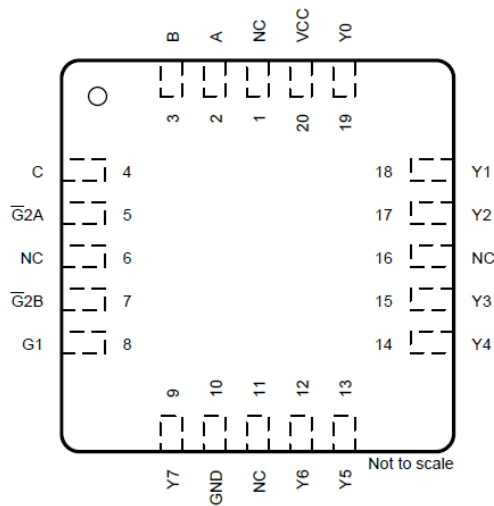 B A NC VCC Y0
3 2 1 20 19
C 4 18 Y1
G̅2A 5 17 Y2
NC 6 16 NC
G̅2B 7 15 Y3
G1 8 14 Y4
9 10 11 12 13
Y7 GND NC Y6 Y5
Not to scale